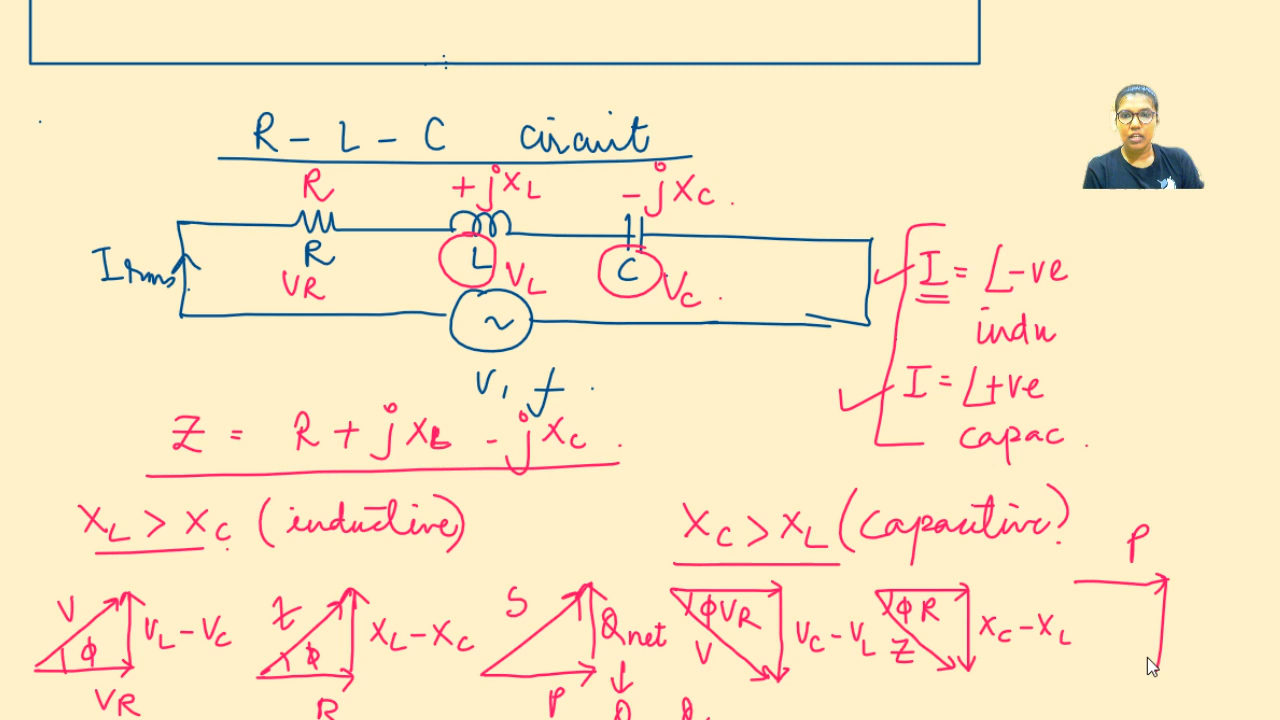 R - L - C circuit
R +jXL -jXC .
R L C
Irms VR VL VC .
~
V, f .
I = ∠-ve
indu
I = ∠+ve
capac .
Z = R + jXL - jXC .
XL > XC (inductive)
XC > XL (capacitive)
V VL - VC ϕ VR
Z XL - XC ϕ R
S Qnet P
ϕ VR V VC - VL
ϕ R Z XC - XL
P